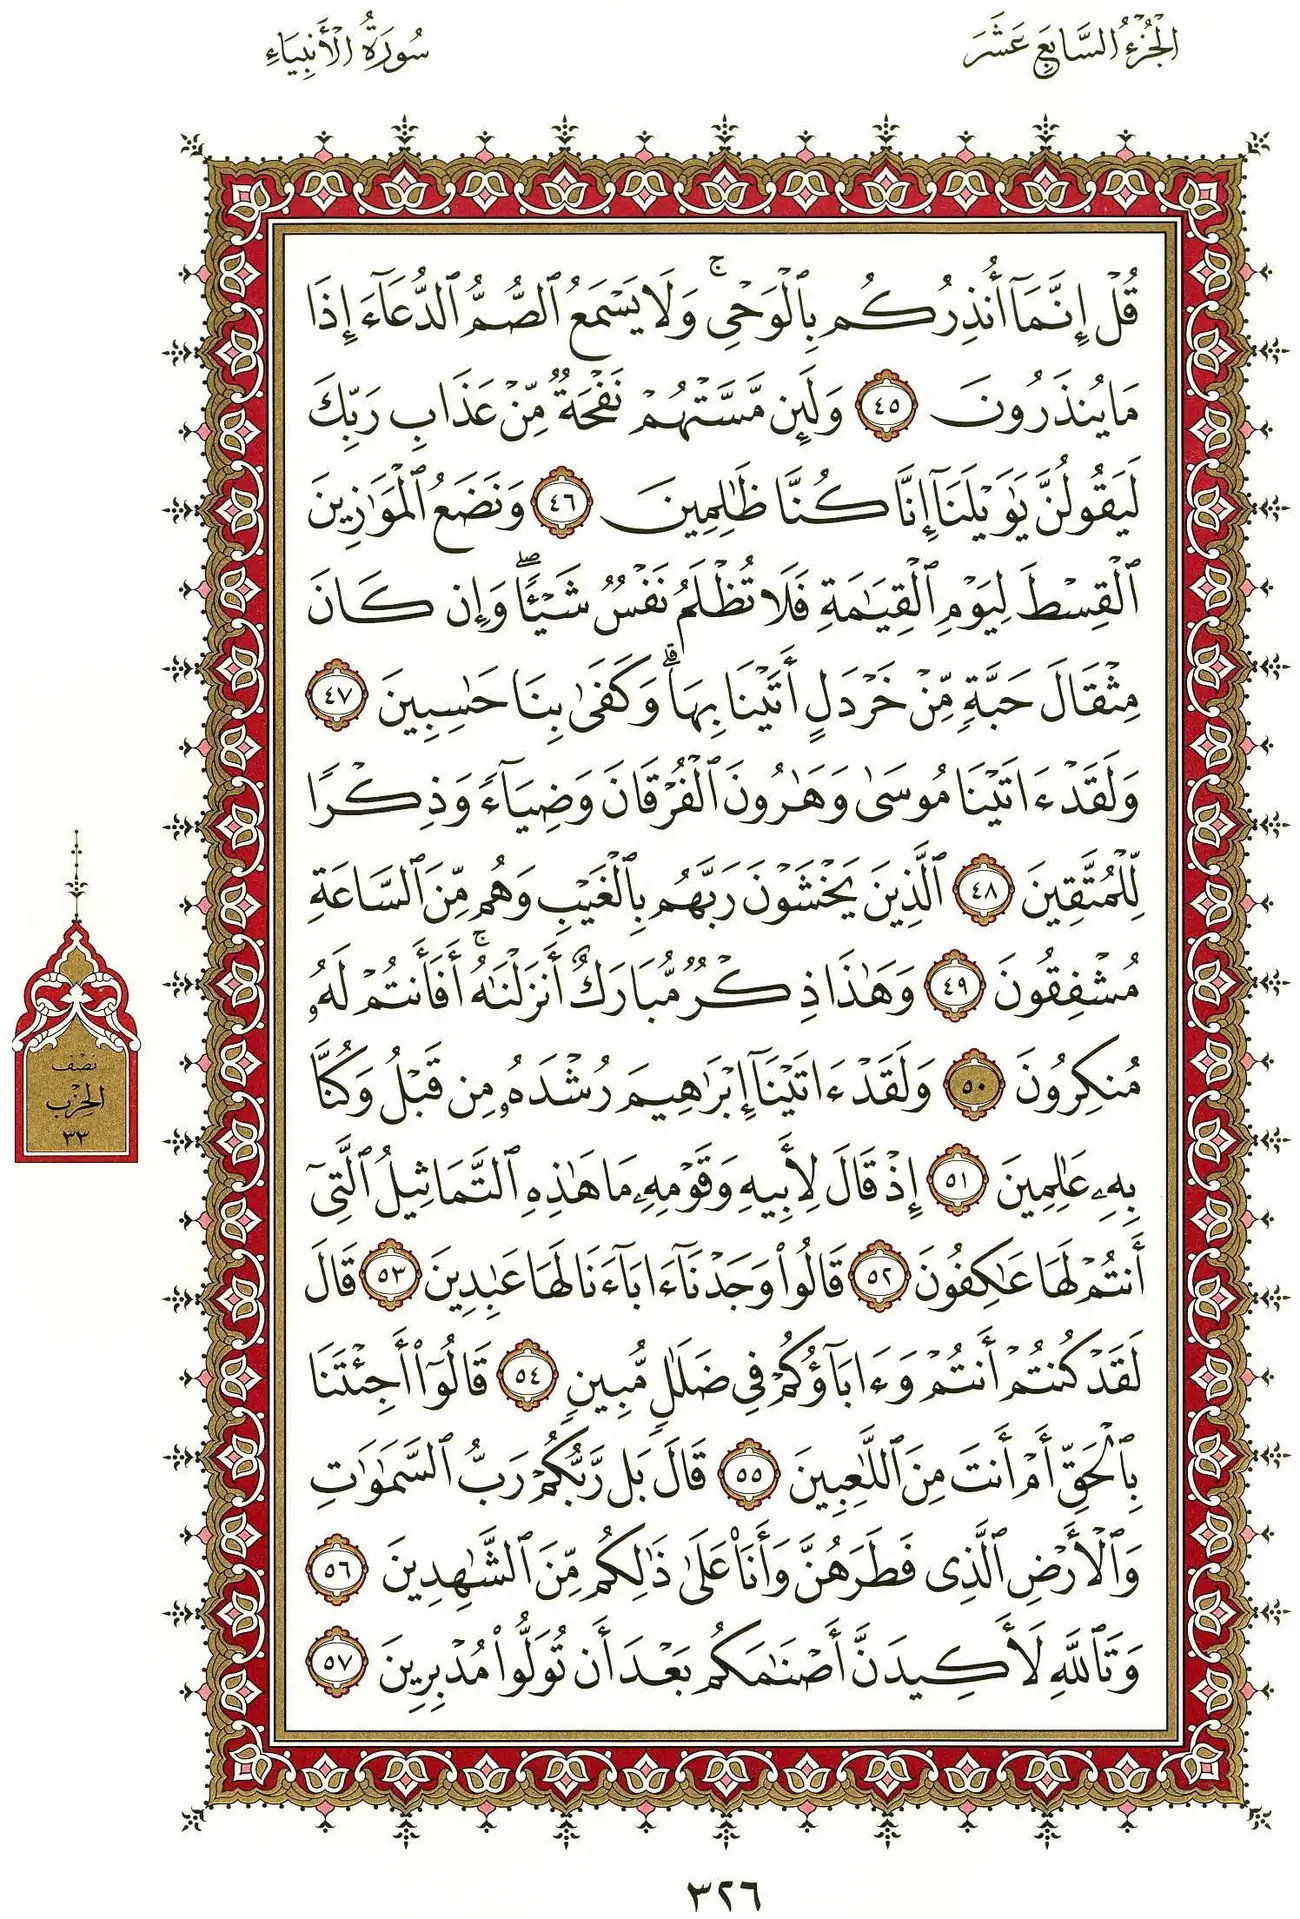 الجُزْءُ السَّابِعَ عَشَرَ
سُورَةُ الأَنبِيَاءِ
قُلْ إِنَّمَآ أُنذِرُكُم بِٱلْوَحْىِ ۚ وَلَا يَسْمَعُ ٱلصُّمُّ ٱلدُّعَآءَ إِذَا
مَا يُنذَرُونَ ٤٥ وَلَئِن مَّسَّتْهُمْ نَفْحَةٌ مِّنْ عَذَابِ رَبِّكَ
لَيَقُولُنَّ يَٰوَيْلَنَآ إِنَّا كُنَّا ظَٰلِمِينَ ٤٦ وَنَضَعُ ٱلْمَوَٰزِينَ
ٱلْقِسْطَ لِيَوْمِ ٱلْقِيَٰمَةِ فَلَا تُظْلَمُ نَفْسٌ شَيْـًٔا ۖ وَإِن كَانَ
مِثْقَالَ حَبَّةٍ مِّنْ خَرْدَلٍ أَتَيْنَا بِهَا ۗ وَكَفَىٰ بِنَا حَٰسِبِينَ ٤٧
وَلَقَدْ ءَاتَيْنَا مُوسَىٰ وَهَٰرُونَ ٱلْفُرْقَانَ وَضِيَآءً وَذِكْرًا
لِّلْمُتَّقِينَ ٤٨ ٱلَّذِينَ يَخْشَوْنَ رَبَّهُم بِٱلْغَيْبِ وَهُم مِّنَ ٱلسَّاعَةِ
مُشْفِقُونَ ٤٩ وَهَٰذَا ذِكْرٌ مُّبَارَكٌ أَنزَلْنَٰهُ ۚ أَفَأَنتُمْ لَهُۥ
مُنكِرُونَ ٥٠ وَلَقَدْ ءَاتَيْنَآ إِبْرَٰهِيمَ رُشْدَهُۥ مِن قَبْلُ وَكُنَّا
نصف
الحِزْب
٣٣
بِهِۦ عَٰلِمِينَ ٥١ إِذْ قَالَ لِأَبِيهِ وَقَوْمِهِۦ مَا هَٰذِهِ ٱلتَّمَاثِيلُ ٱلَّتِىٓ
أَنتُمْ لَهَا عَٰكِفُونَ ٥٢ قَالُوا۟ وَجَدْنَآ ءَابَآءَنَا لَهَا عَٰبِدِينَ ٥٣ قَالَ
لَقَدْ كُنتُمْ أَنتُمْ وَءَابَآؤُكُمْ فِى ضَلَٰلٍ مُّبِينٍ ٥٤ قَالُوٓا۟ أَجِئْتَنَا
بِٱلْحَقِّ أَمْ أَنتَ مِنَ ٱللَّٰعِبِينَ ٥٥ قَالَ بَل رَّبُّكُمْ رَبُّ ٱلسَّمَٰوَٰتِ
وَٱلْأَرْضِ ٱلَّذِى فَطَرَهُنَّ وَأَنَا۠ عَلَىٰ ذَٰلِكُم مِّنَ ٱلشَّٰهِدِينَ ٥٦
وَتَٱللَّهِ لَأَكِيدَنَّ أَصْنَٰمَكُم بَعْدَ أَن تُوَلُّوا۟ مُدْبِرِينَ ٥٧
٣٢٦